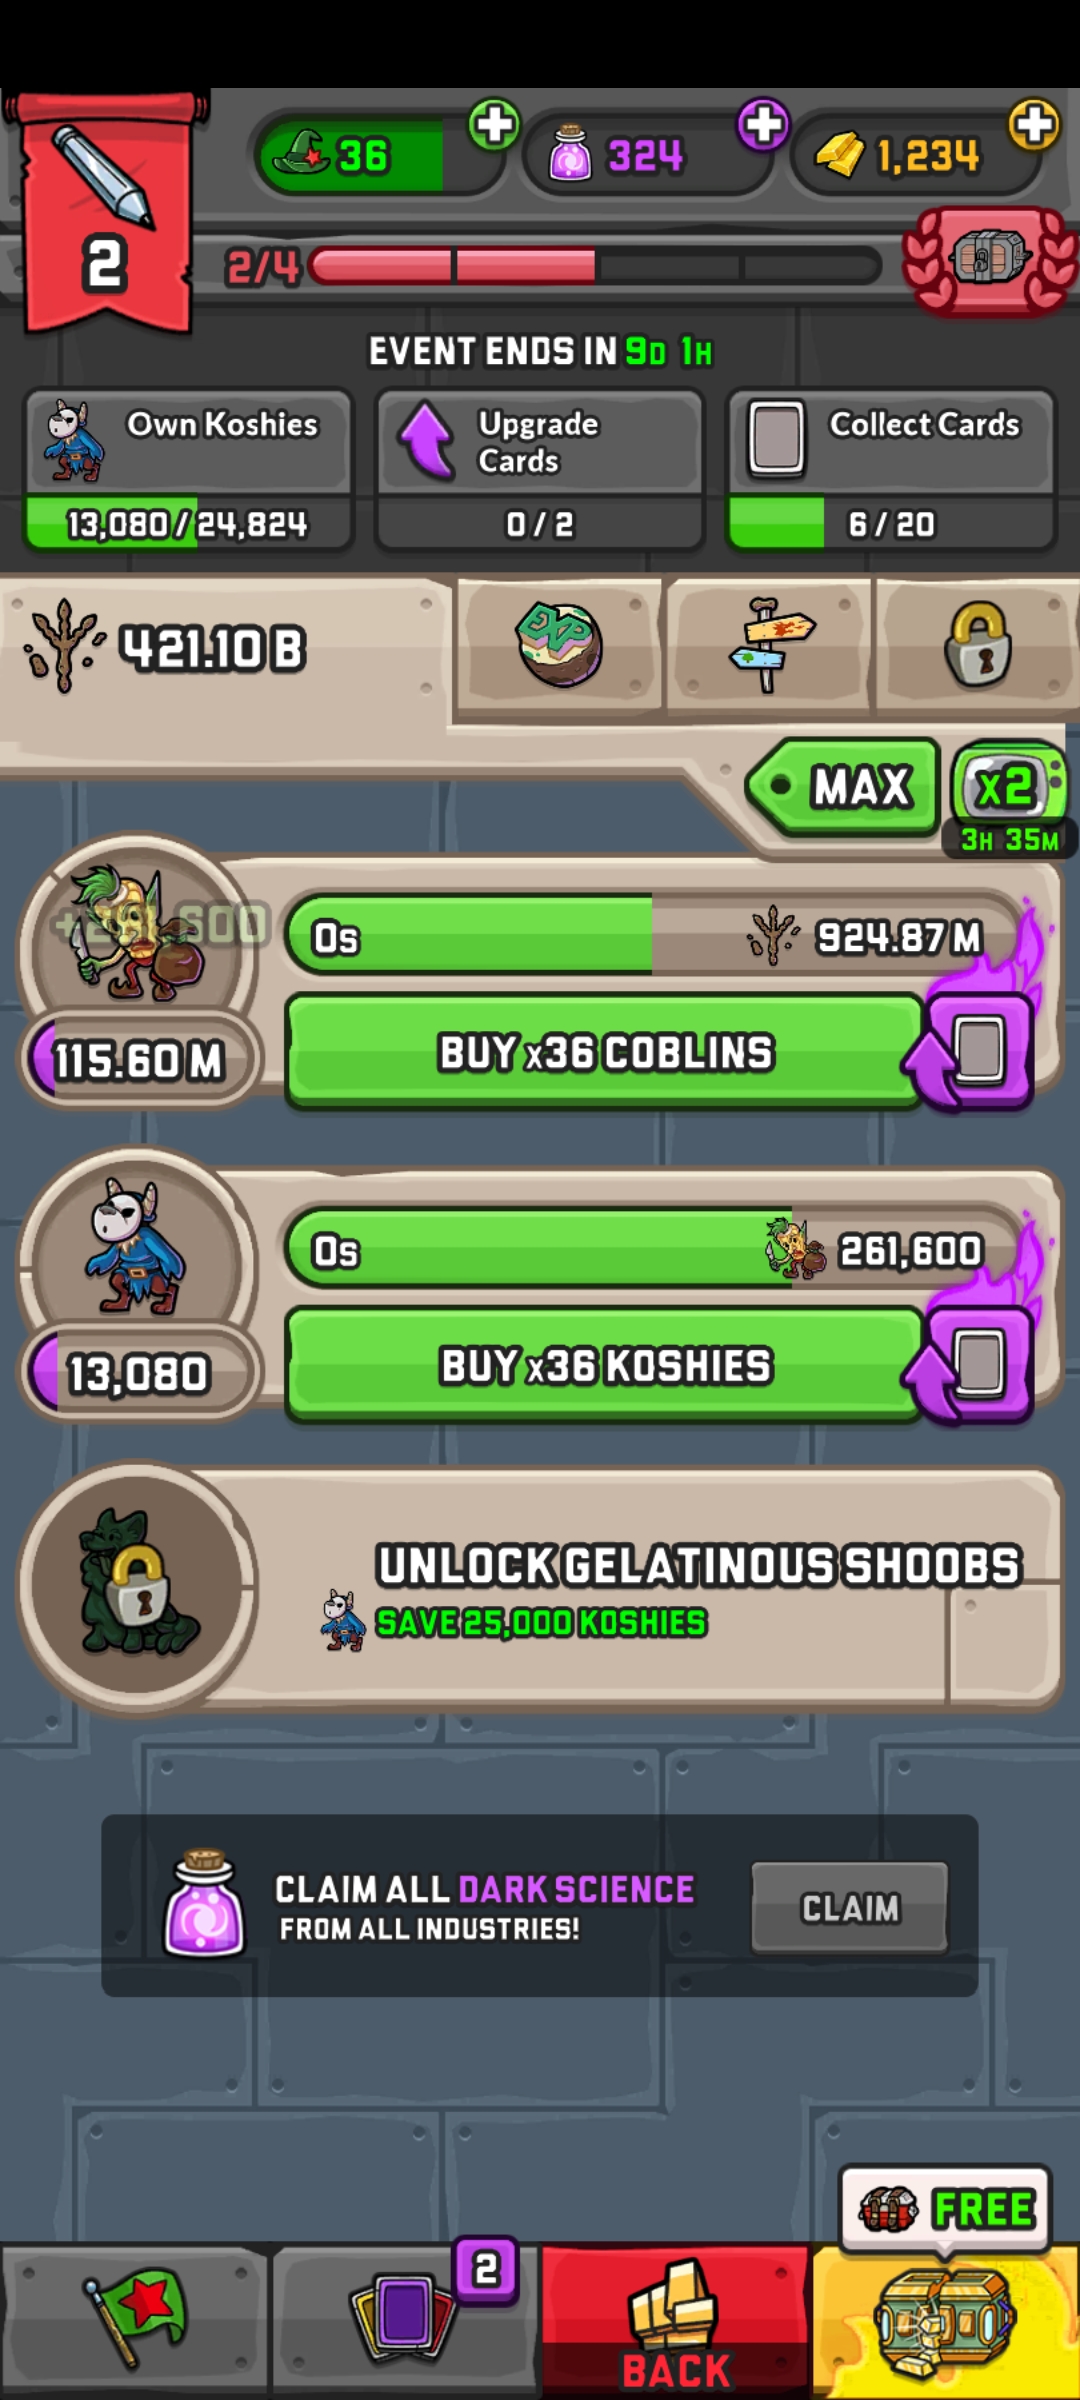 36
324
1,234
2
2/4
EVENT ENDS IN 9D 1H
Own Koshies
13,080 / 24,824
Upgrade
Cards
0 / 2
Collect Cards
6 / 20
421.10 B
EXP
MAX
x2
3H 35M
0s
924.87 M
115.60 M
BUY x36 COBLINS
0s
261,600
13,080
BUY x36 KOSHIES
UNLOCK GELATINOUS SHOOBS
SAVE 25,000 KOSHIES
CLAIM ALL DARK SCIENCE
FROM ALL INDUSTRIES!
CLAIM
FREE
2
BACK